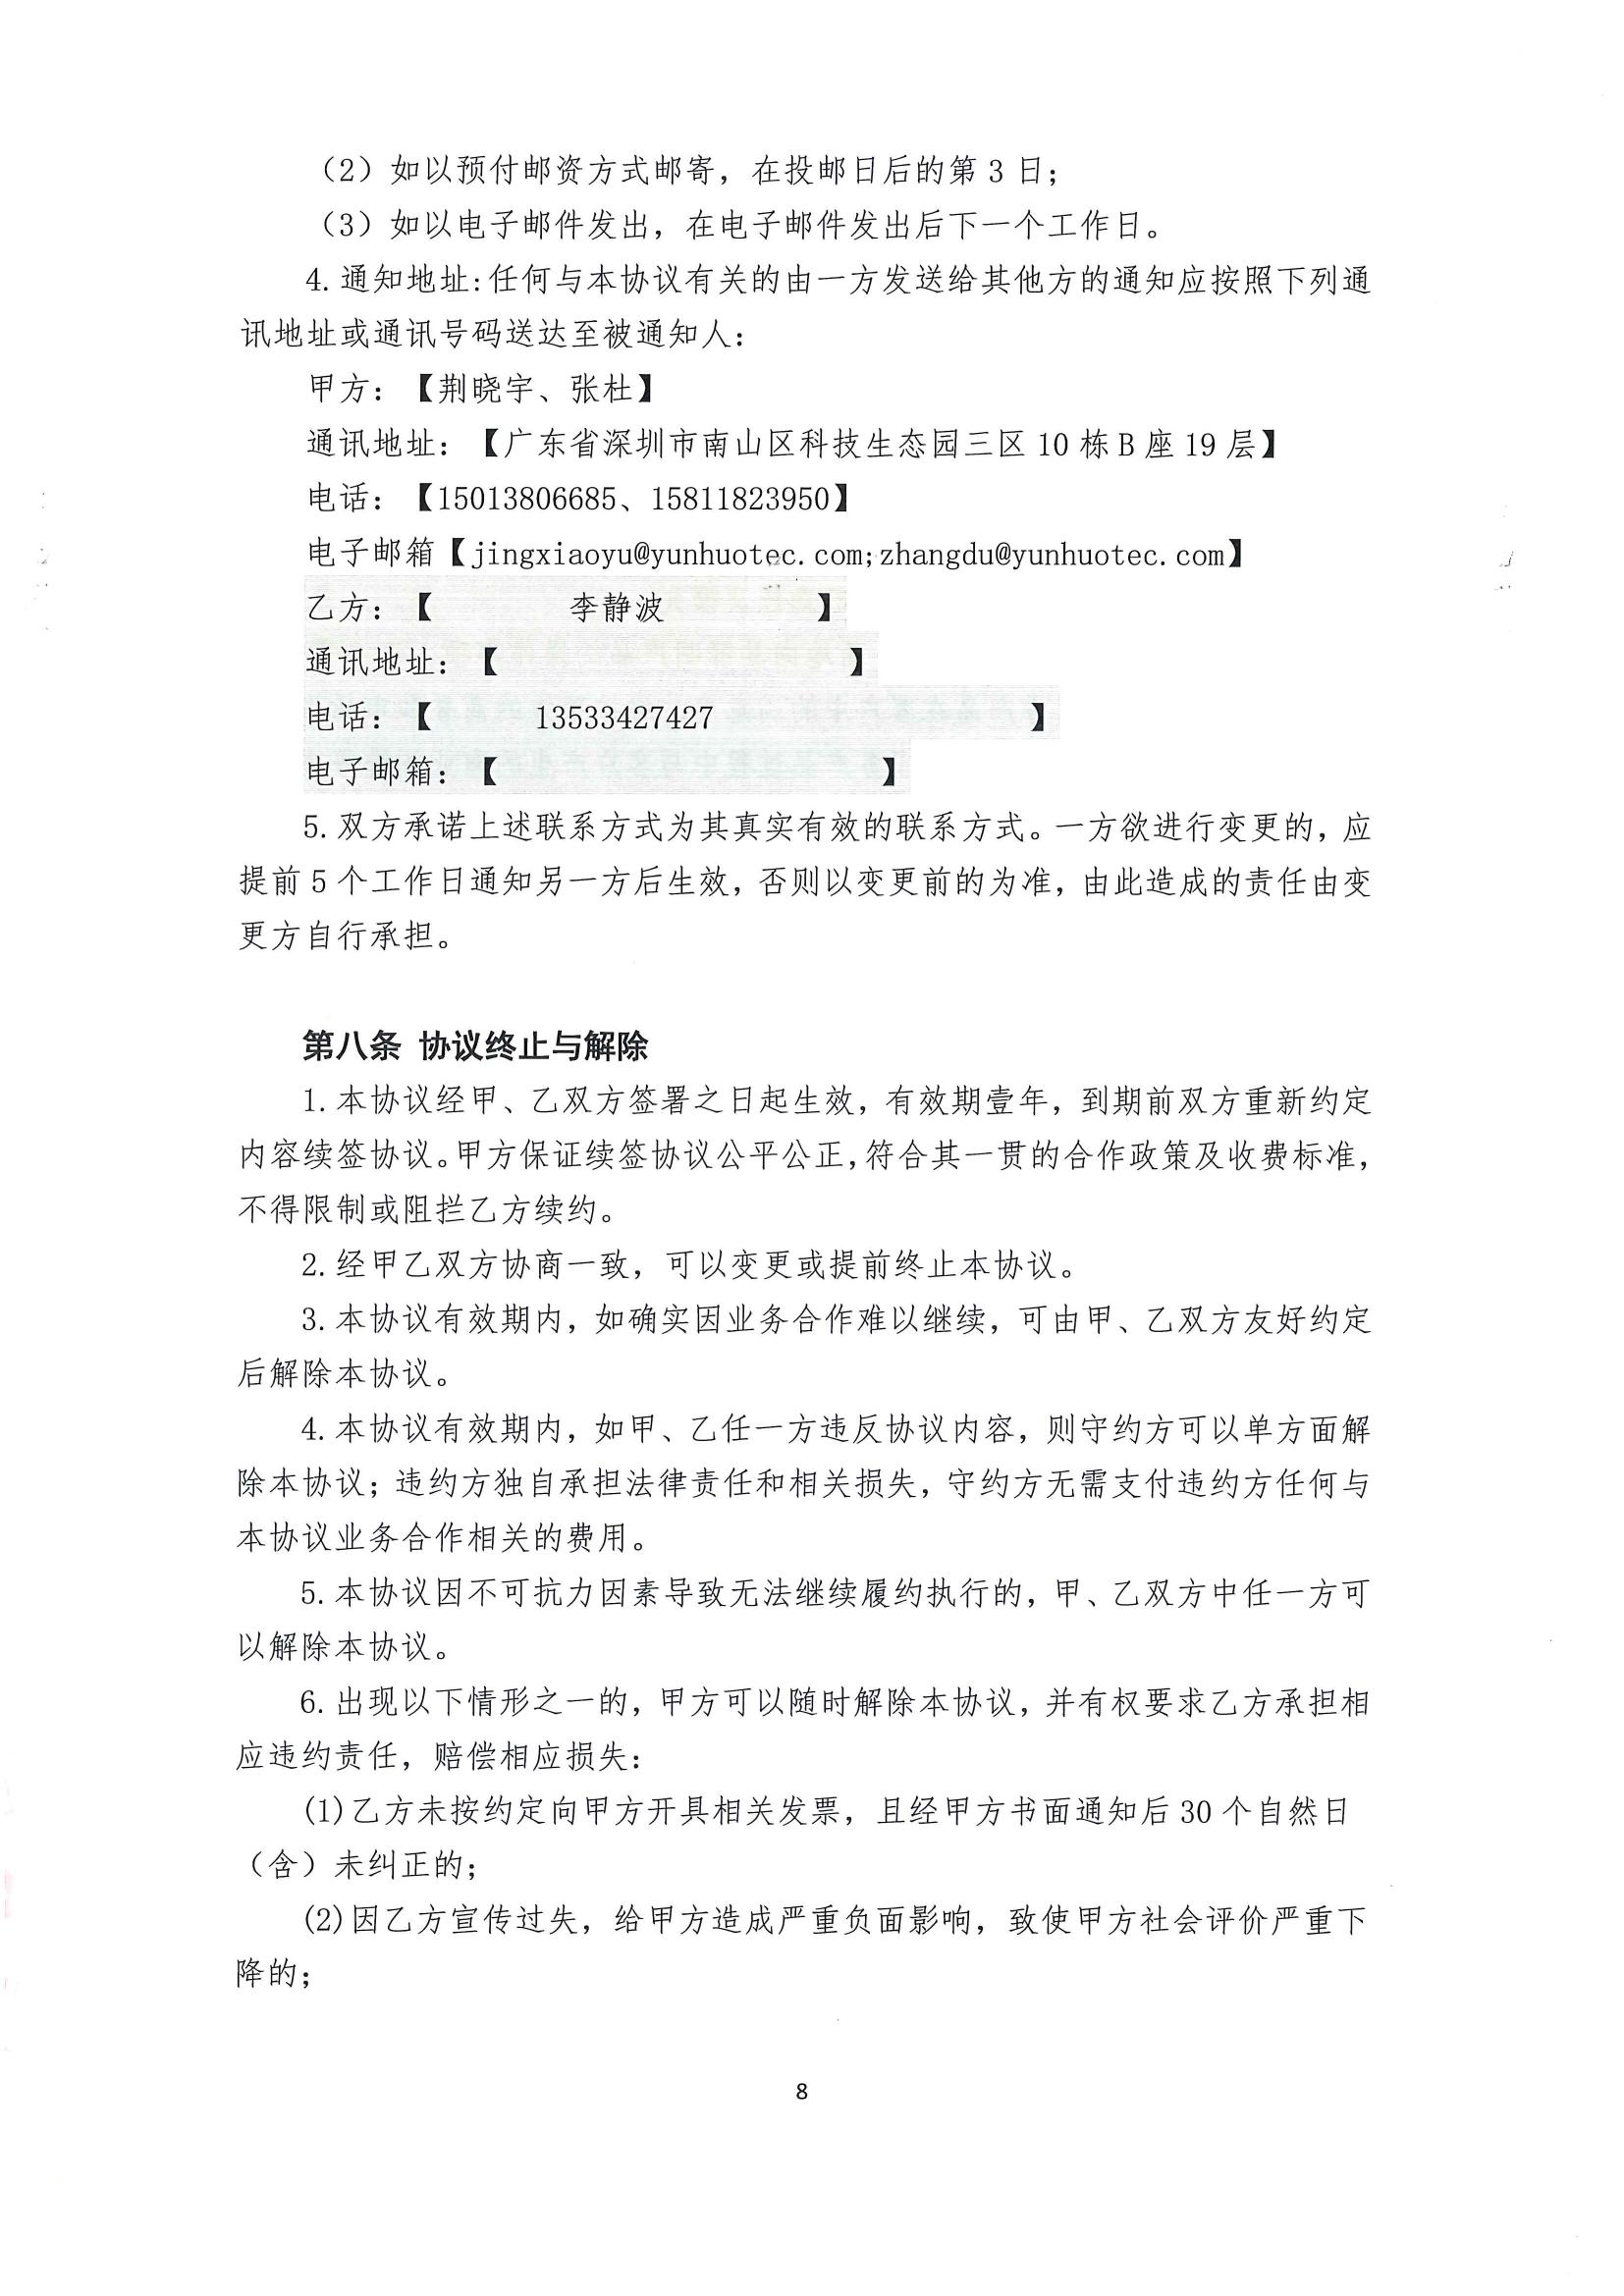 （2）如以预付邮资方式邮寄，在投邮日后的第 3 日；
（3）如以电子邮件发出，在电子邮件发出后下一个工作日。
4.通知地址:任何与本协议有关的由一方发送给其他方的通知应按照下列通
讯地址或通讯号码送达至被通知人：
甲方：【荆晓宇、张杜】
通讯地址：【广东省深圳市南山区科技生态园三区 10 栋 B 座 19 层】
电话：【15013806685、15811823950】
电子邮箱【jingxiaoyu@yunhuotec.com;zhangdu@yunhuotec.com】
乙方：【 李静波 】
通讯地址：【 】
电话：【 13533427427 】
电子邮箱：【 】
5.双方承诺上述联系方式为其真实有效的联系方式。一方欲进行变更的，应
提前 5 个工作日通知另一方后生效，否则以变更前的为准，由此造成的责任由变
更方自行承担。
第八条 协议终止与解除
1.本协议经甲、乙双方签署之日起生效，有效期壹年，到期前双方重新约定
内容续签协议。甲方保证续签协议公平公正，符合其一贯的合作政策及收费标准，
不得限制或阻拦乙方续约。
2.经甲乙双方协商一致，可以变更或提前终止本协议。
3.本协议有效期内，如确实因业务合作难以继续，可由甲、乙双方友好约定
后解除本协议。
4.本协议有效期内，如甲、乙任一方违反协议内容，则守约方可以单方面解
除本协议；违约方独自承担法律责任和相关损失，守约方无需支付违约方任何与
本协议业务合作相关的费用。
5.本协议因不可抗力因素导致无法继续履约执行的，甲、乙双方中任一方可
以解除本协议。
6.出现以下情形之一的，甲方可以随时解除本协议，并有权要求乙方承担相
应违约责任，赔偿相应损失：
(1)乙方未按约定向甲方开具相关发票，且经甲方书面通知后 30 个自然日
（含）未纠正的；
(2)因乙方宣传过失，给甲方造成严重负面影响，致使甲方社会评价严重下
降的；
8